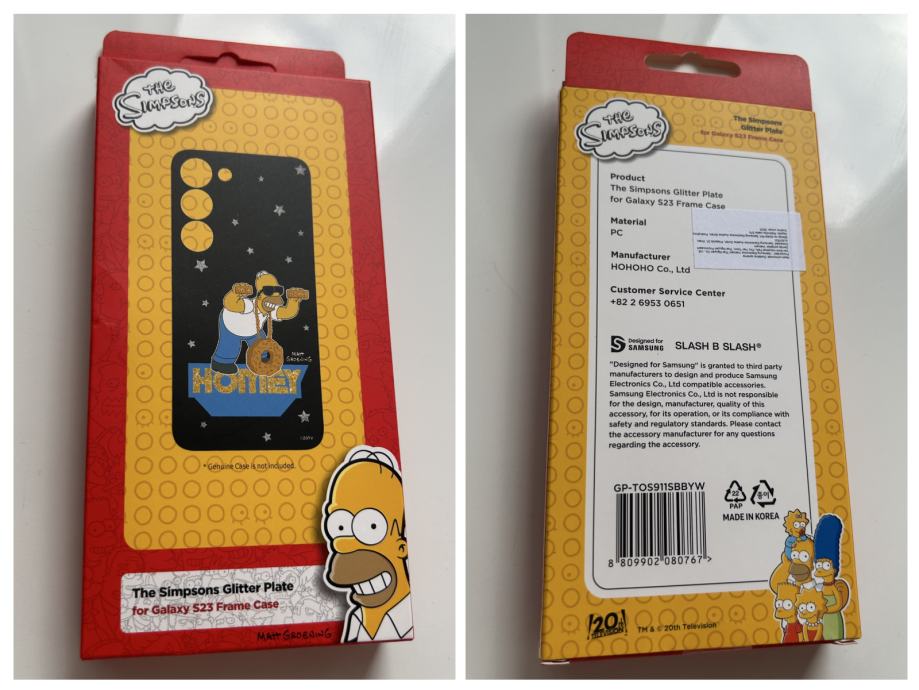 THE
SIMPSONS
MATT
GROENING
HOMEY
* Genuine Case is not included.
The Simpsons Glitter Plate
for Galaxy S23 Frame Case
MATT GROENING
THE
SIMPSONS
The Simpsons
Glitter Plate
for Galaxy S23 Frame Case
Product
The Simpsons Glitter Plate
for Galaxy S23 Frame Case
Material
PC
Manufacturer
HOHOHO Co., Ltd
Customer Service Center
+82 2 6953 0651
S Designed for
SAMSUNG
SLASH B SLASH®
"Designed for Samsung" is granted to third party
manufacturers to design and produce Samsung
Electronics Co., Ltd compatible accessories.
Samsung Electronics Co., Ltd is not responsible
for the design, manufacturer, quality of this
accessory, for its operation, or its compliance with
safety and regulatory standards. Please contact
the accessory manufacturer for any questions
regarding the accessory.
GP-TOS911SBBYW
8 809902 080767 >
22
PAP
종이
MADE IN KOREA
20th
TELEVISION
TM & © 20th Television